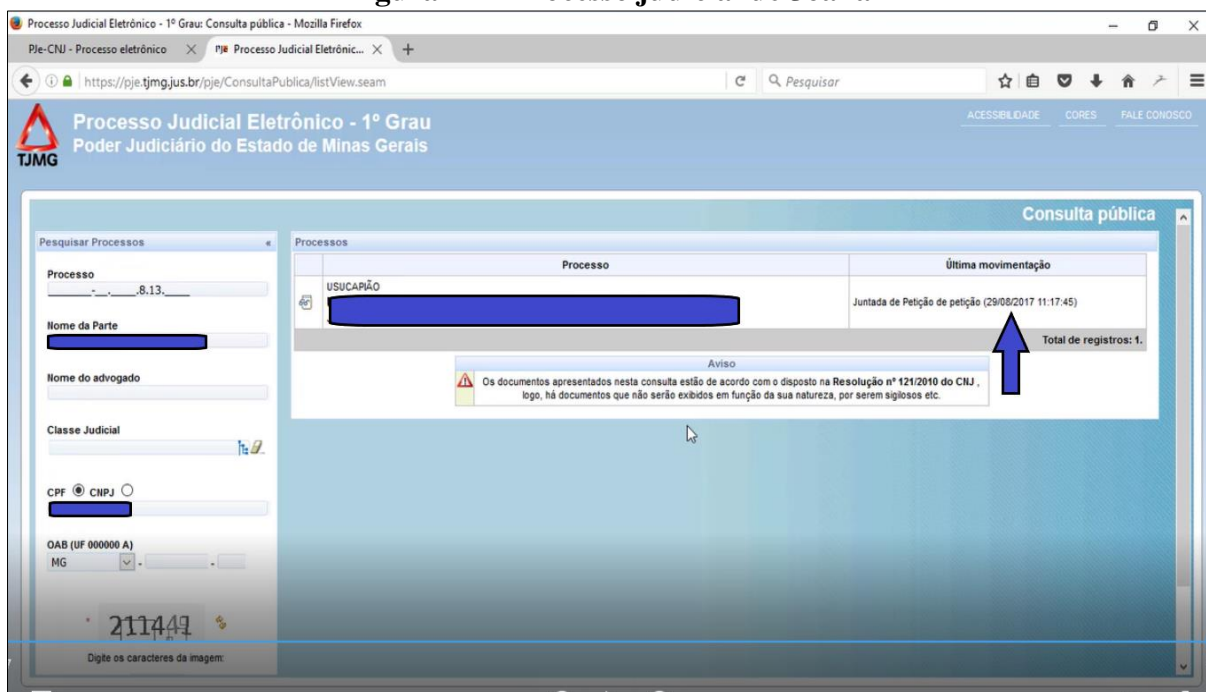 Processo Judicial Eletrônico - 1º Grau: Consulta pública - Mozilla Firefox
PJe-CNJ - Processo eletrônico
PJe Processo Judicial Eletrônic...
https://pje.tjmg.jus.br/pje/ConsultaPublica/listView.seam
Pesquisar
TJMG
Processo Judicial Eletrônico - 1º Grau
Poder Judiciário do Estado de Minas Gerais
ACESSIBILIDADE CORES FALE CONOSCO
Consulta pública
Pesquisar Processos «
Processo
_______-__.____.8.13.____
Nome da Parte
Nome do advogado
Classe Judicial
CPF CNPJ
OAB (UF 000000 A)
MG - -
211449
Digite os caracteres da imagem:
Processos
Processo Última movimentação
USUCAPIÃO
Juntada de Petição de petição (29/08/2017 11:17:45)
Total de registros: 1.
Aviso
Os documentos apresentados nesta consulta estão de acordo com o disposto na Resolução nº 121/2010 do CNJ ,
logo, há documentos que não serão exibidos em função da sua natureza, por serem sigilosos etc.